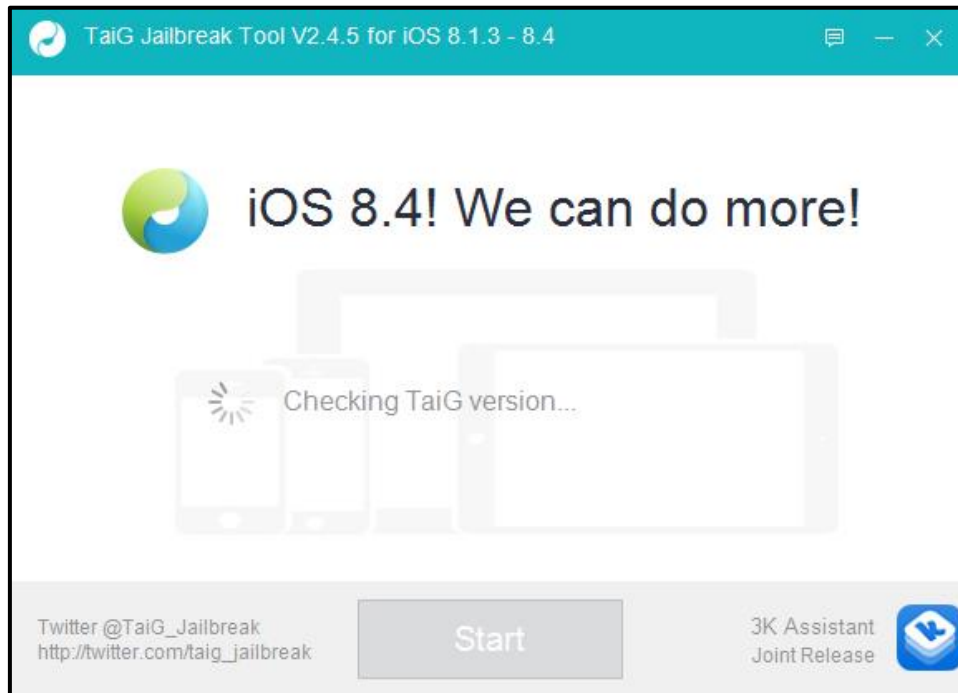 TaiG Jailbreak Tool V2.4.5 for iOS 8.1.3 - 8.4
iOS 8.4! We can do more!
Checking TaiG version...
Twitter @TaiG_Jailbreak
http://twitter.com/taig_jailbreak
Start
3K Assistant
Joint Release